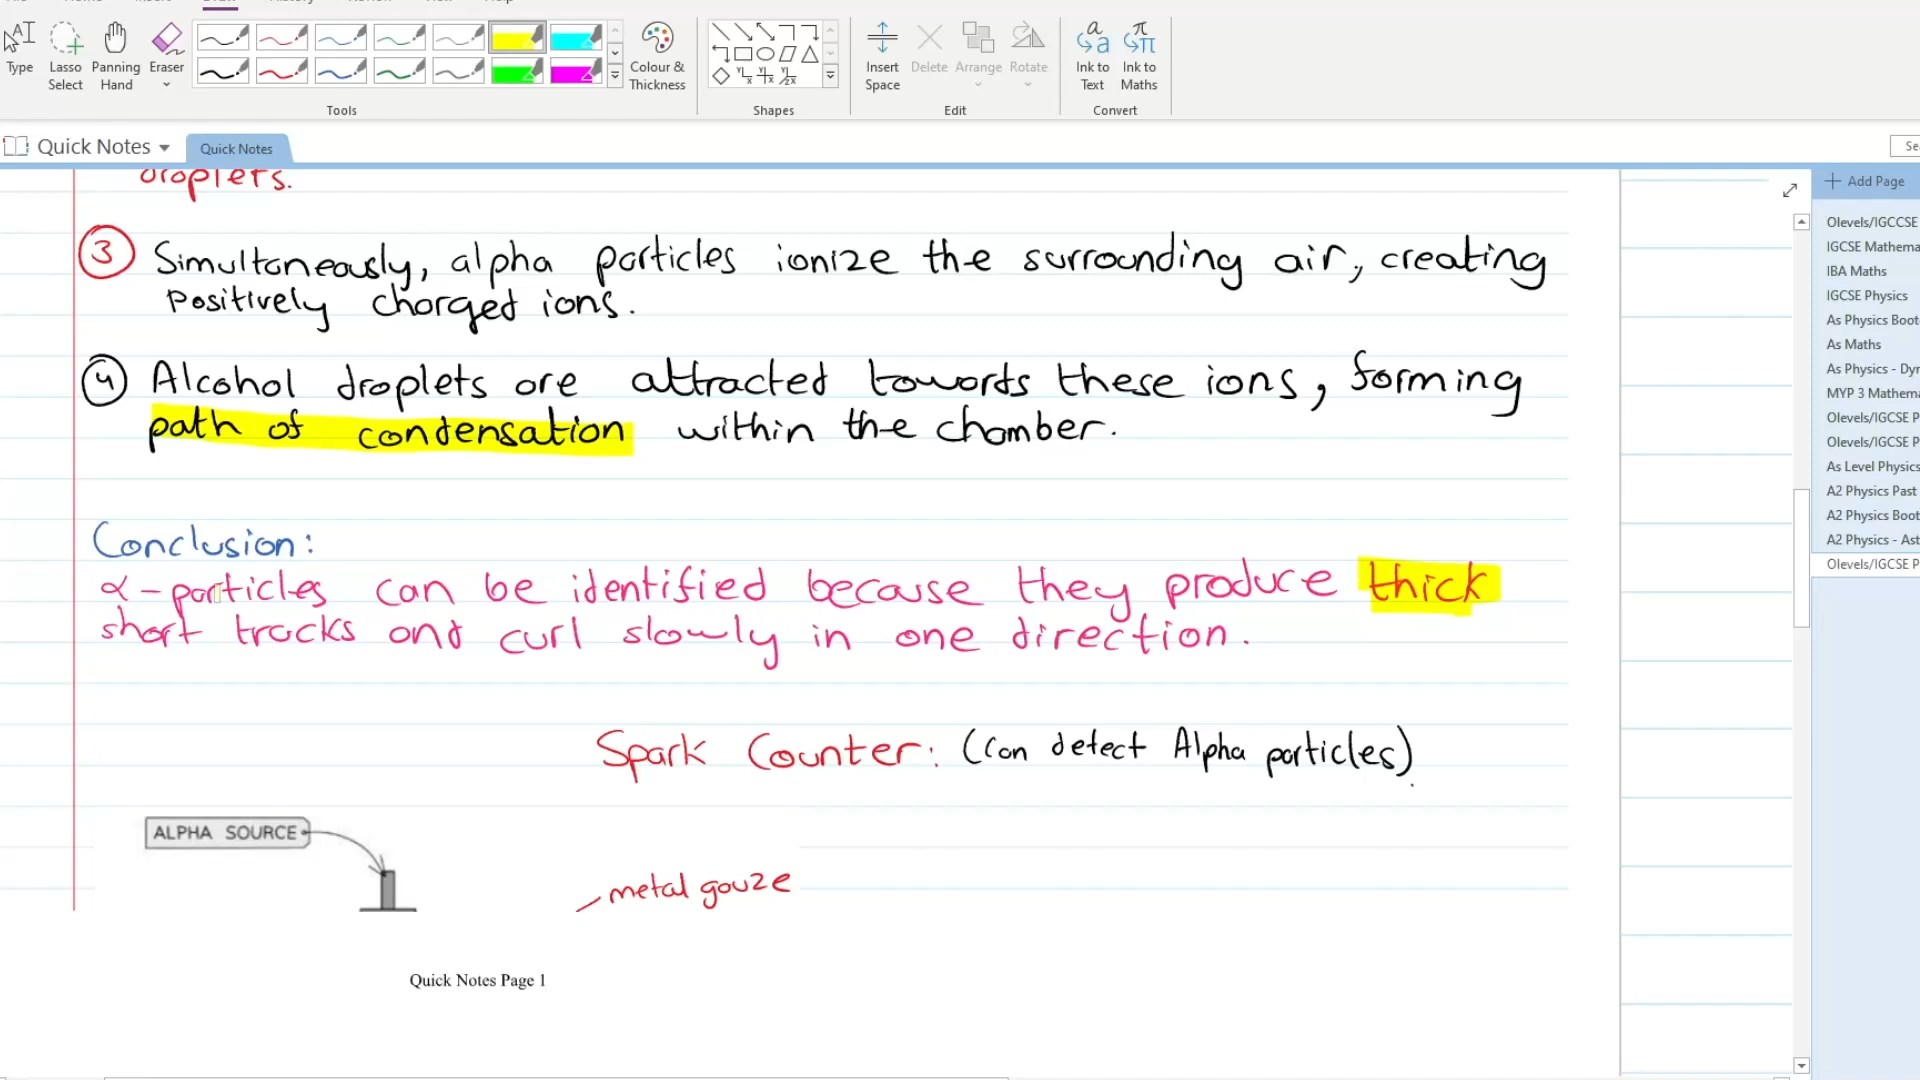 Type
Lasso Select
Panning Hand
Eraser
Colour & Thickness
Insert Space
Delete
Arrange
Rotate
Ink to Text
Ink to Maths
Tools
Shapes
Edit
Convert
Quick Notes
Quick Notes
Add Page
droplets.
3 Simultaneously, alpha particles ionize the surrounding air, creating
positively charged ions.
4 Alcohol droplets are attracted towards these ions, forming
path of condensation within the chamber.
Conclusion:
α-particles can be identified because they produce thick
short tracks and curl slowly in one direction.
Spark Counter: (Can detect Alpha particles)
ALPHA SOURCE
metal gauze
Quick Notes Page 1
Olevels/IGCCSE
IGCSE Mathema
IBA Maths
IGCSE Physics
As Physics Boot
As Maths
As Physics - Dyn
MYP 3 Mathema
Olevels/IGCSE P
Olevels/IGCSE P
As Level Physics
A2 Physics Past
A2 Physics Boot
A2 Physics - Ast
Olevels/IGCSE P